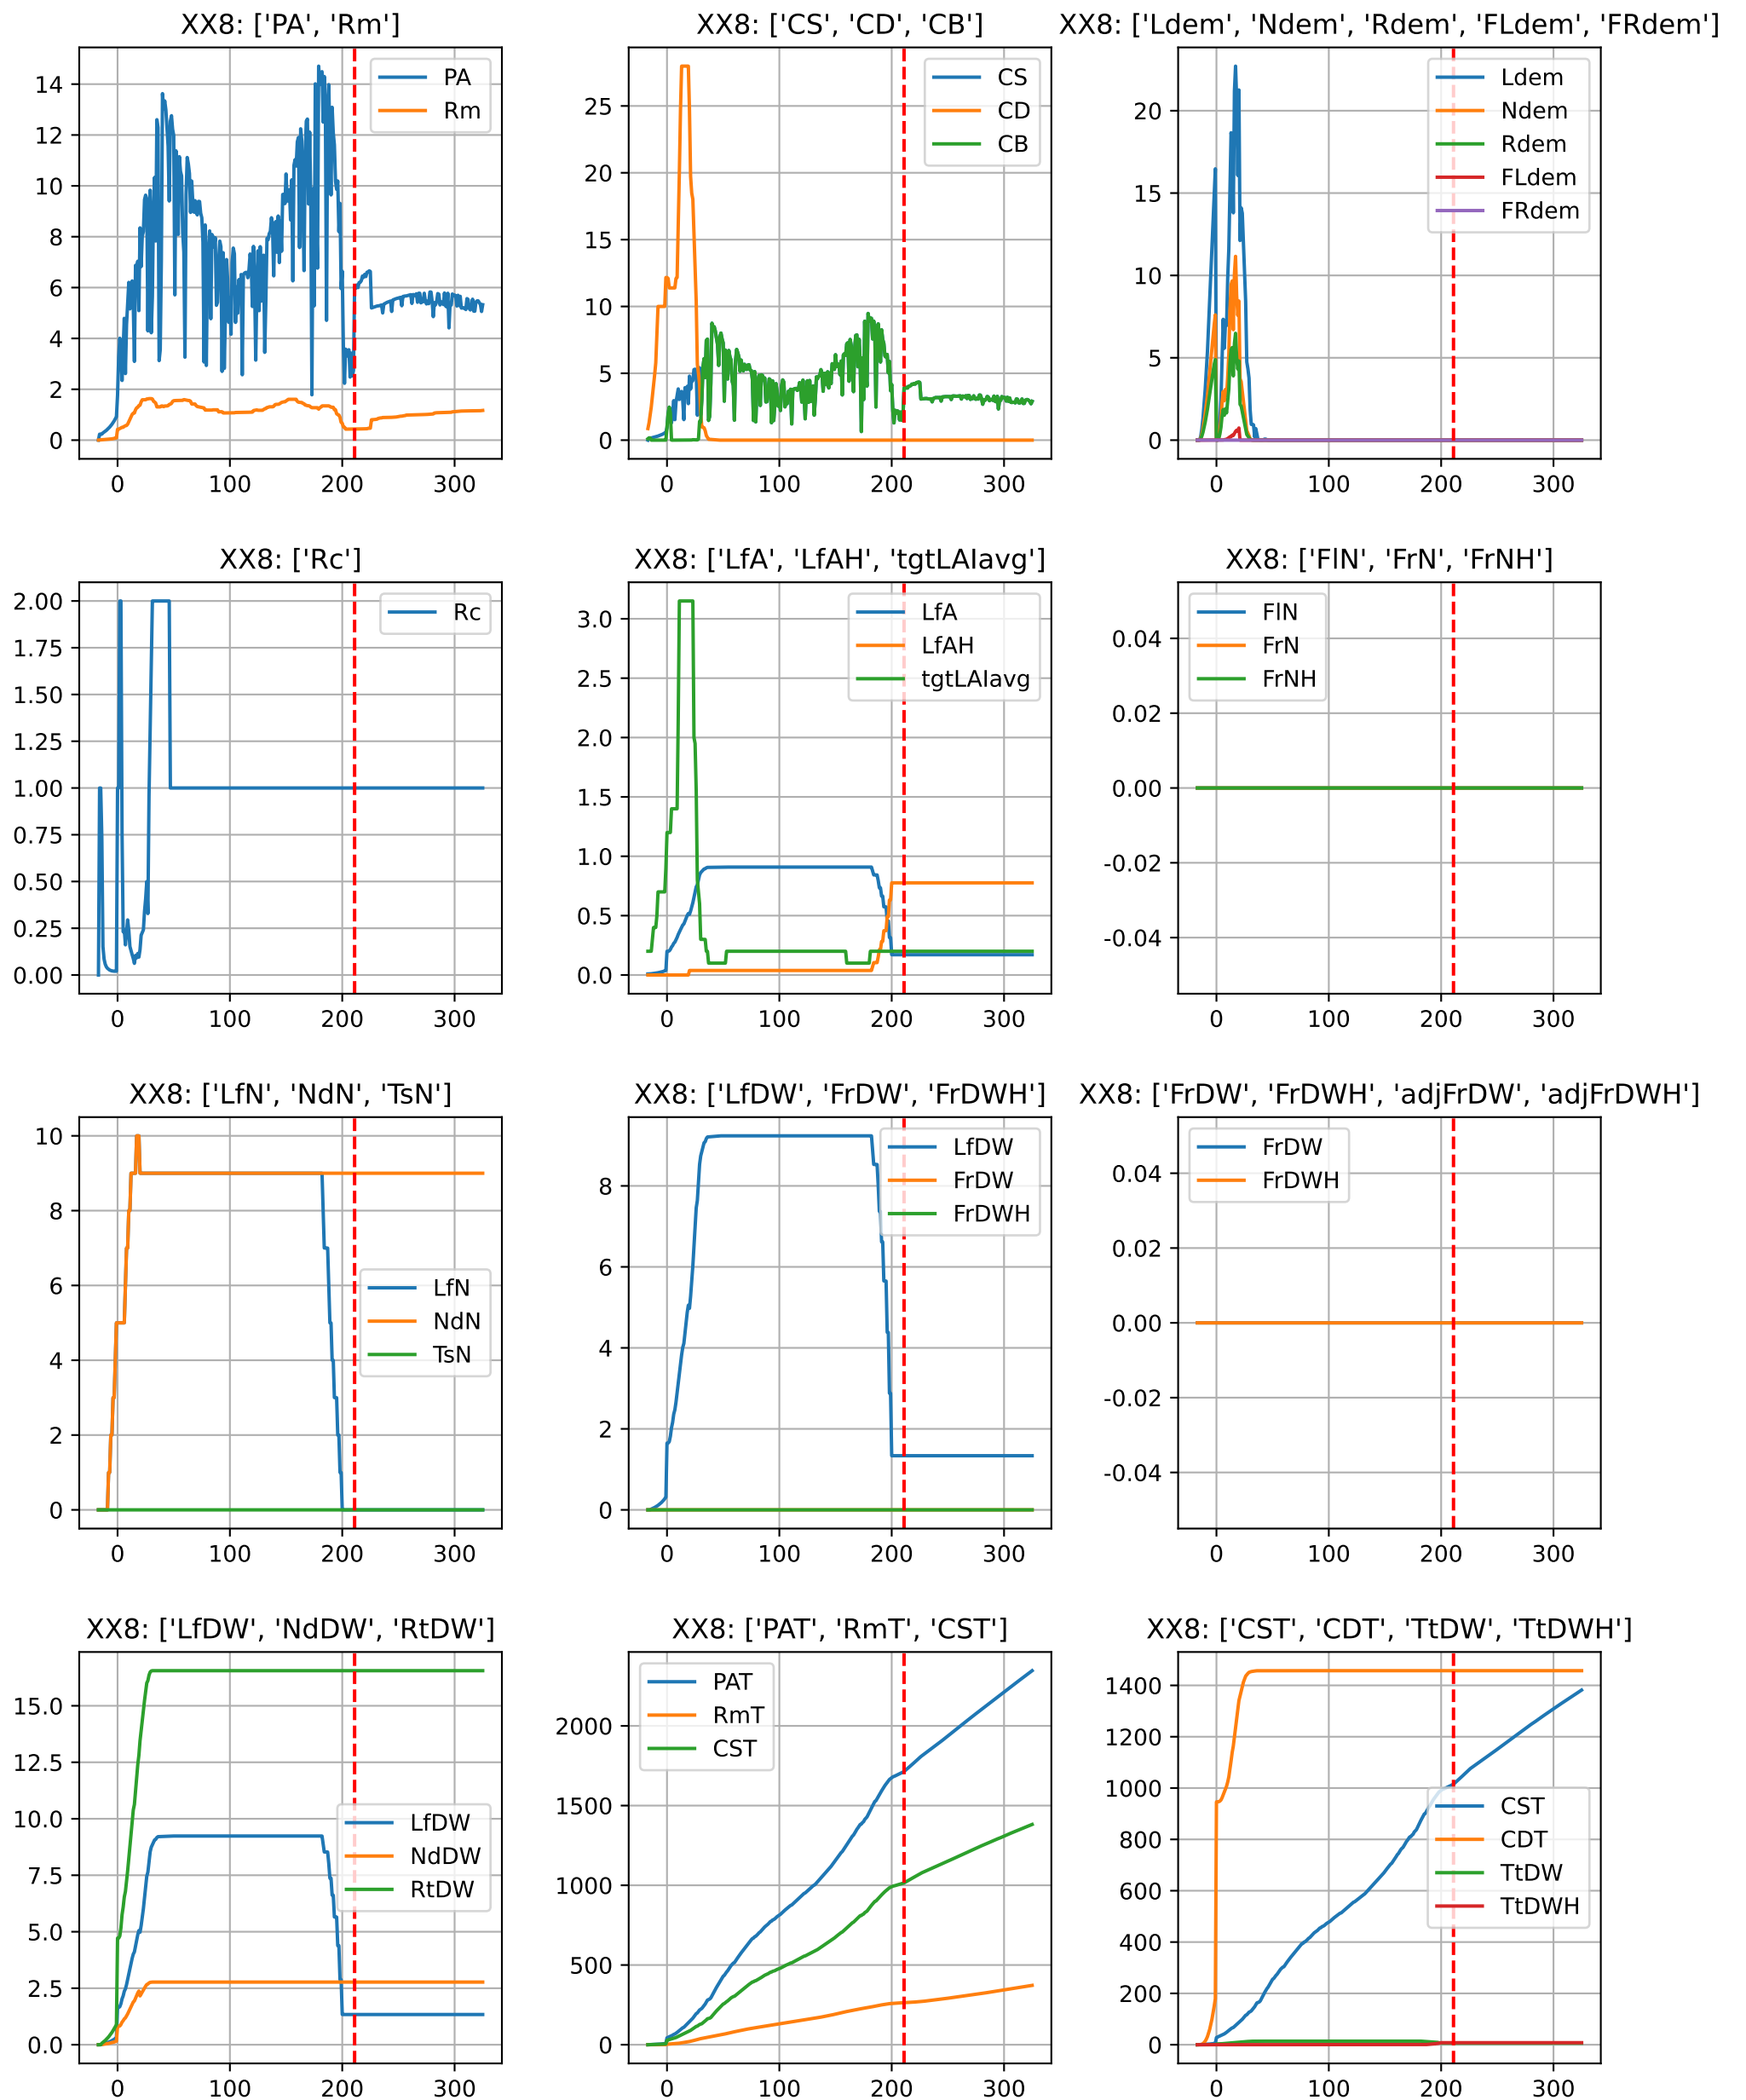 XX8: ['PA', 'Rm'] XX8: ['CS', 'CD', 'CB'] XX8: ['Ldem', 'Ndem', 'Rdem', 'FLdem', 'FRdem']
14
12
10
8
6
4
2
0
0 100 200 300
PA
Rm
25
20
15
10
5
0
0 100 200 300
CS
CD
CB
20
15
10
5
0
0 100 200 300
Ldem
Ndem
Rdem
FLdem
FRdem
XX8: ['Rc'] XX8: ['LfA', 'LfAH', 'tgtLAIavg'] XX8: ['FlN', 'FrN', 'FrNH']
2.00
1.75
1.50
1.25
1.00
0.75
0.50
0.25
0.00
0 100 200 300
Rc
3.0
2.5
2.0
1.5
1.0
0.5
0.0
0 100 200 300
LfA
LfAH
tgtLAIavg
0.04
0.02
0.00
-0.02
-0.04
0 100 200 300
FlN
FrN
FrNH
XX8: ['LfN', 'NdN', 'TsN'] XX8: ['LfDW', 'FrDW', 'FrDWH'] XX8: ['FrDW', 'FrDWH', 'adjFrDW', 'adjFrDWH']
10
8
6
4
2
0
0 100 200 300
LfN
NdN
TsN
8
6
4
2
0
0 100 200 300
LfDW
FrDW
FrDWH
0.04
0.02
0.00
-0.02
-0.04
0 100 200 300
FrDW
FrDWH
XX8: ['LfDW', 'NdDW', 'RtDW'] XX8: ['PAT', 'RmT', 'CST'] XX8: ['CST', 'CDT', 'TtDW', 'TtDWH']
15.0
12.5
10.0
7.5
5.0
2.5
0.0
0 100 200 300
LfDW
NdDW
RtDW
2000
1500
1000
500
0
0 100 200 300
PAT
RmT
CST
1400
1200
1000
800
600
400
200
0
0 100 200 300
CST
CDT
TtDW
TtDWH